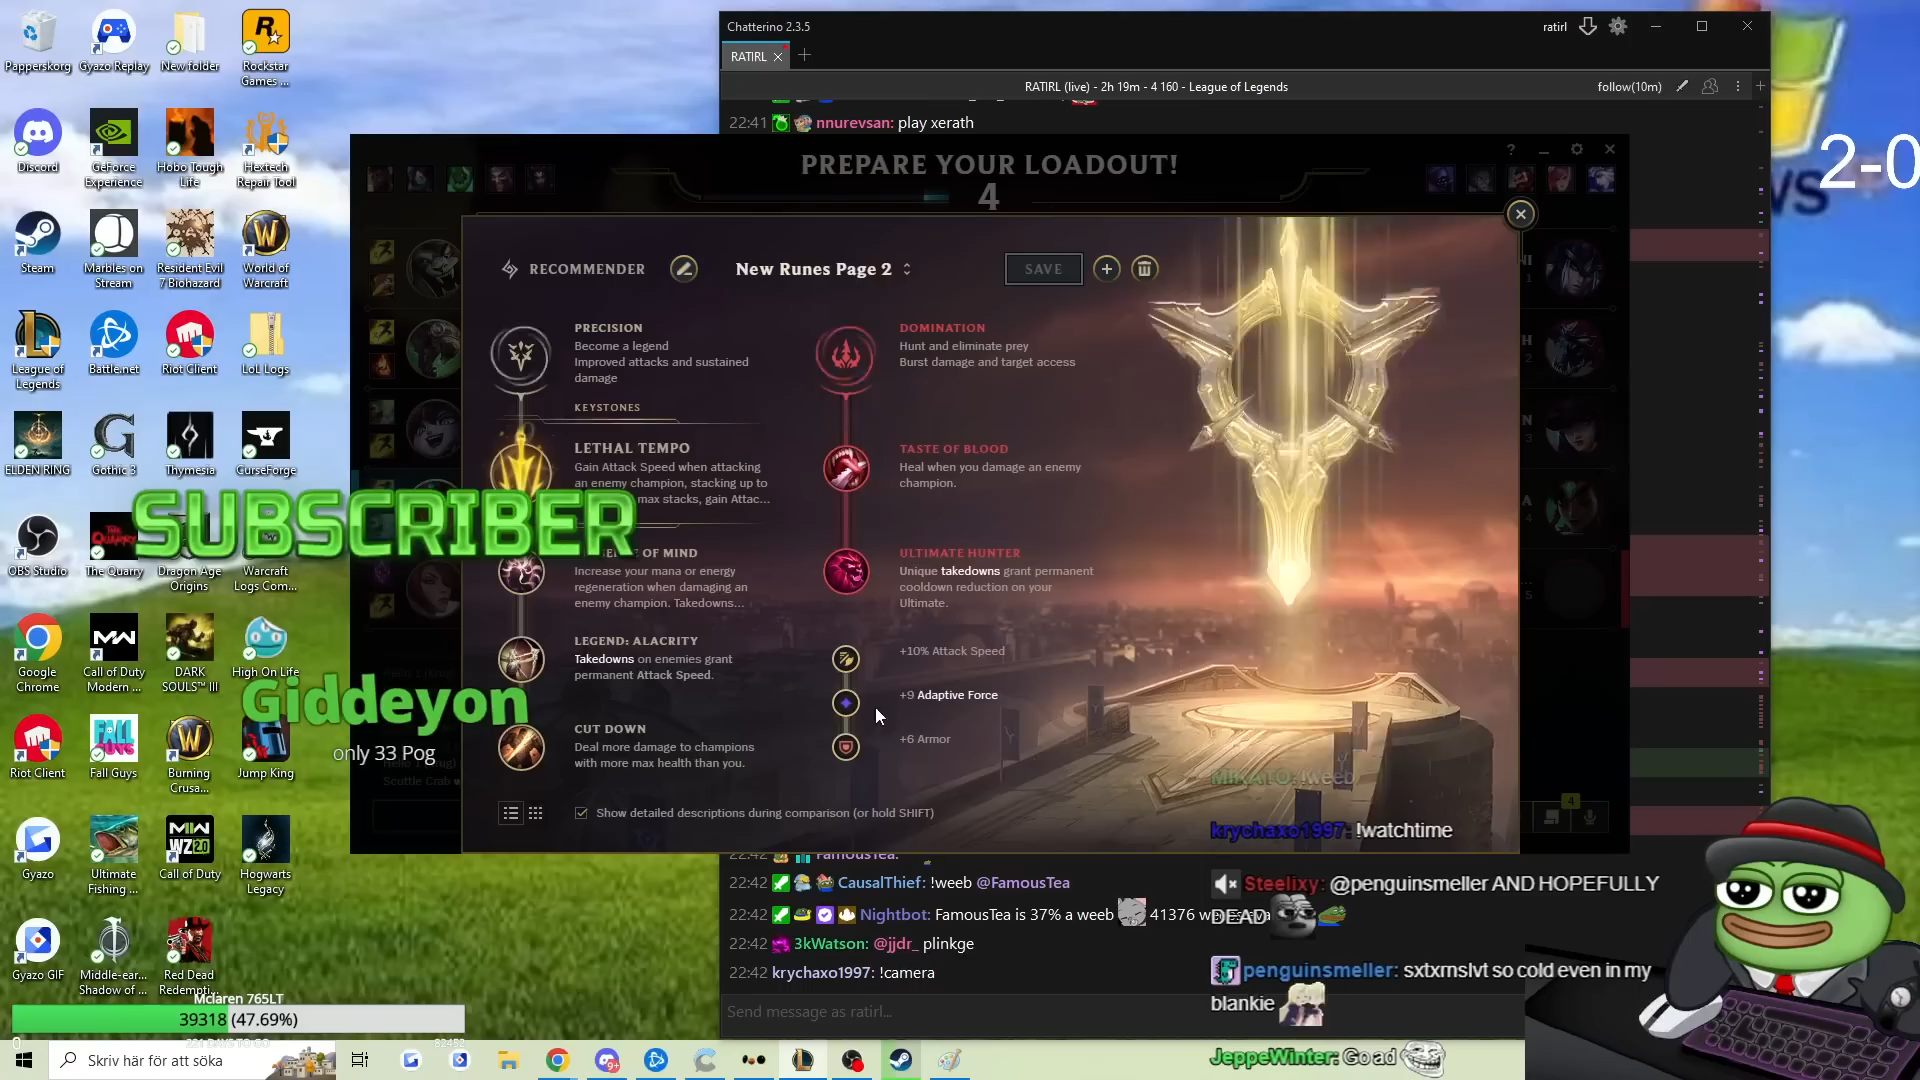 Papperskorg
Gyazo Replay
New folder
Rockstar
Games ...
Discord
GeForce
Experience
Hobo Tough
Life
Hextech
Repair Tool
Steam
Marbles on
Stream
Resident Evil
7 Biohazard
World of
Warcraft
League of
Legends
Battle.net
Riot Client
LoL Logs
ELDEN RING
Gothic 3
Thymesia
CurseForge
OBS Studio
The Quarry
Dragon Age
Origins
Warcraft
Logs Com...
Google
Chrome
Call of Duty
Modern ...
DARK
SOULS™ III
High On Life
Riot Client
Fall Guys
Burning
Crusa...
Jump King
Gyazo
Ultimate
Fishing ...
Call of Duty
Hogwarts
Legacy
Gyazo GIF
Middle-ear...
Shadow of ...
Red Dead
Redempti...
SUBSCRIBER
Giddeyon
only 33 Pog
Mclaren 765LT
39318 (47.69%)
0
82452
Skriv här för att söka
Chatterino 2.3.5
ratirl
RATIRL
RATIRL (live) - 2h 19m - 4 160 - League of Legends
follow(10m)
22:41 nnurevsan: play xerath
2-0
PREPARE YOUR LOADOUT!
4
RECOMMENDER
New Runes Page 2
SAVE
PRECISION
Become a legend
Improved attacks and sustained
damage
KEYSTONES
LETHAL TEMPO
Gain Attack Speed when attacking
an enemy champion, stacking up to
max stacks, gain Attac...
OF MIND
Increase your mana or energy
regeneration when damaging an
enemy champion. Takedowns...
LEGEND: ALACRITY
Takedowns on enemies grant
permanent Attack Speed.
CUT DOWN
Deal more damage to champions
with more max health than you.
DOMINATION
Hunt and eliminate prey
Burst damage and target access
TASTE OF BLOOD
Heal when you damage an enemy
champion.
ULTIMATE HUNTER
Unique takedowns grant permanent
cooldown reduction on your
Ultimate.
+10% Attack Speed
+9 Adaptive Force
+6 Armor
Show detailed descriptions during comparison (or hold SHIFT)
4
22:42 FamousTea:
22:42 CausalThief: !weeb @FamousTea
22:42 Nightbot: FamousTea is 37% a weeb 41376
22:42 3kWatson: @jjdr_ plinkge
22:42 krychaxo1997: !camera
Send message as ratirl...
MIKATO: !weeb
krychaxo1997: !watchtime
Steelixy: @penguinsmeller AND HOPEFULLY
DEAD
penguinsmeller: sxtxrnslvt so cold even in my
blankie
JeppeWinter: Go ad